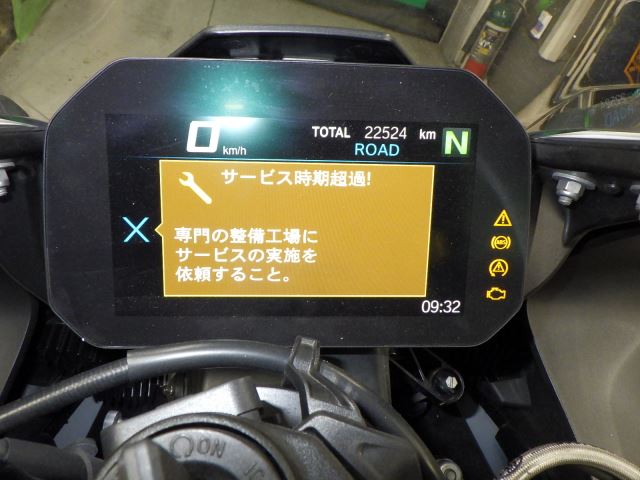 0 km/h
TOTAL 22524 km N
ROAD
サービス時期超過!
専門の整備工場に
サービスの実施を
依頼すること。
ABS
09:32
ON